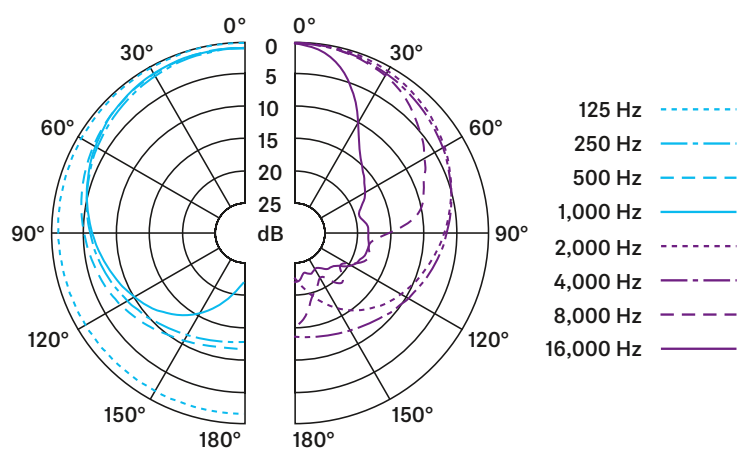 0° 0°
30° 0 30°
5
10
60° 15 60°
20
25
90° dB 90°
120° 120°
150° 150°
180° 180°
125 Hz
250 Hz
500 Hz
1,000 Hz
2,000 Hz
4,000 Hz
8,000 Hz
16,000 Hz